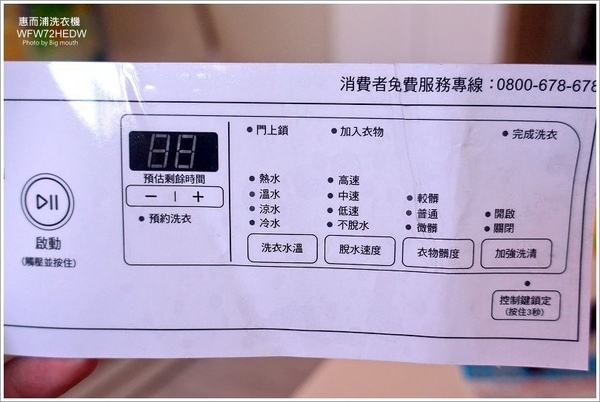 惠而浦洗衣機
WFW72HEDW
Photo by Big mouth
消費者免費服務專線：0800-678-678
88
預估剩餘時間
− | +
• 預約洗衣
啟動
(觸壓並按住)
• 門上鎖
• 加入衣物
• 完成洗衣
• 熱水
• 溫水
• 涼水
• 冷水
洗衣水溫
• 高速
• 中速
• 低速
• 不脫水
脫水速度
• 較髒
• 普通
• 微髒
衣物髒度
• 開啟
• 關閉
加強洗清
控制鍵鎖定
(按住3秒)